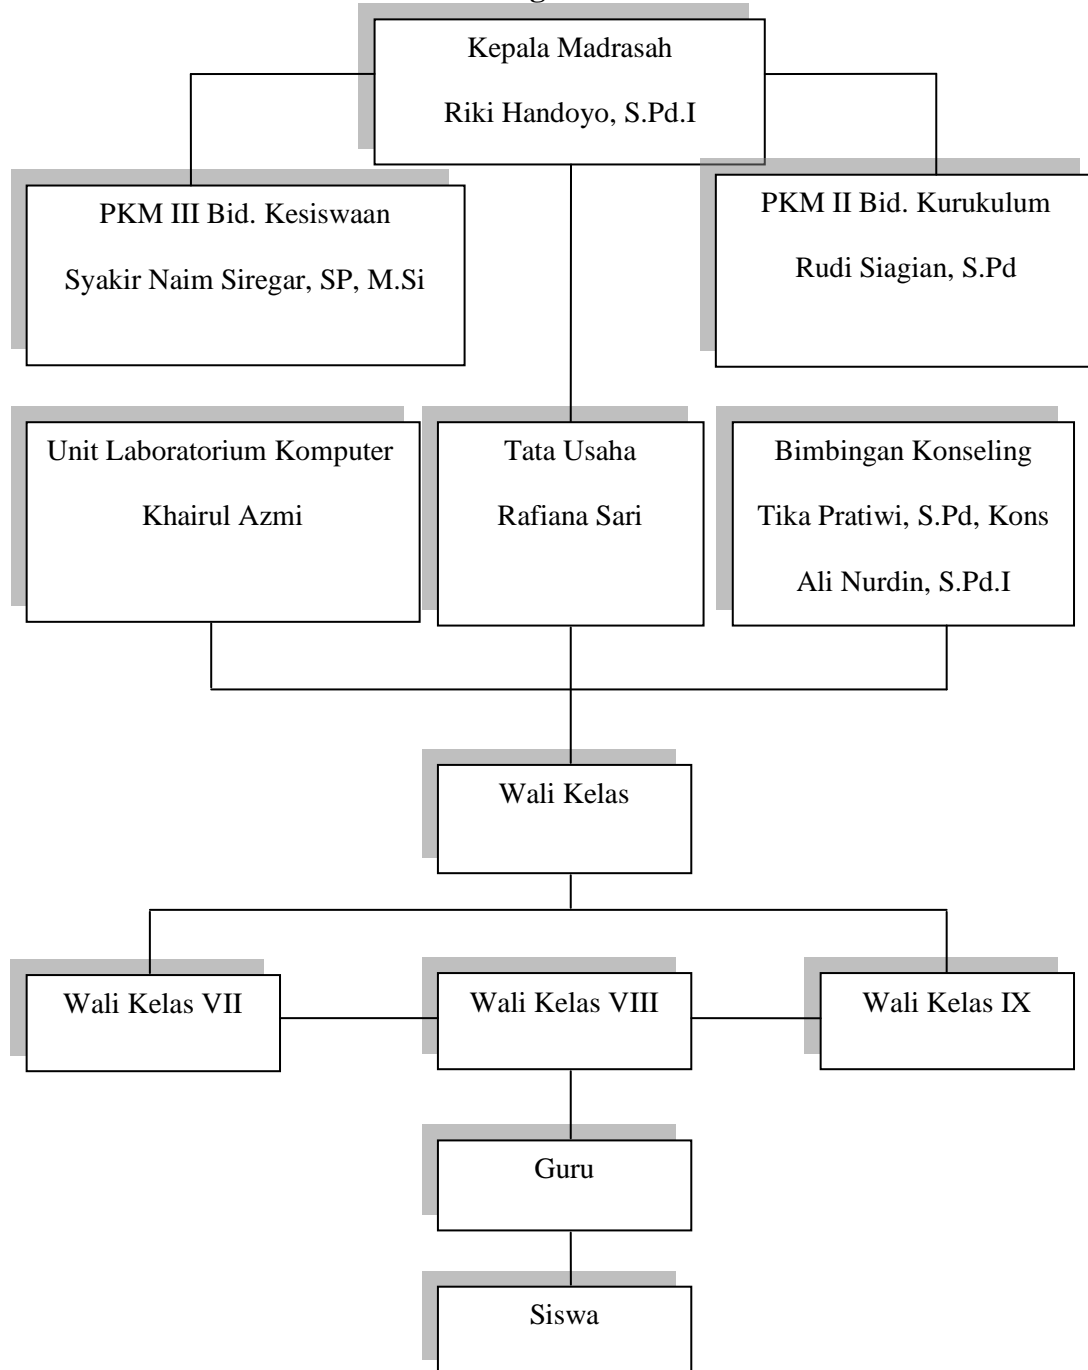 Kepala Madrasah
Riki Handoyo, S.Pd.I
PKM III Bid. Kesiswaan
Syakir Naim Siregar, SP, M.Si
PKM II Bid. Kurukulum
Rudi Siagian, S.Pd
Unit Laboratorium Komputer
Khairul Azmi
Tata Usaha
Rafiana Sari
Bimbingan Konseling
Tika Pratiwi, S.Pd, Kons
Ali Nurdin, S.Pd.I
Wali Kelas
Wali Kelas VII
Wali Kelas VIII
Wali Kelas IX
Guru
Siswa